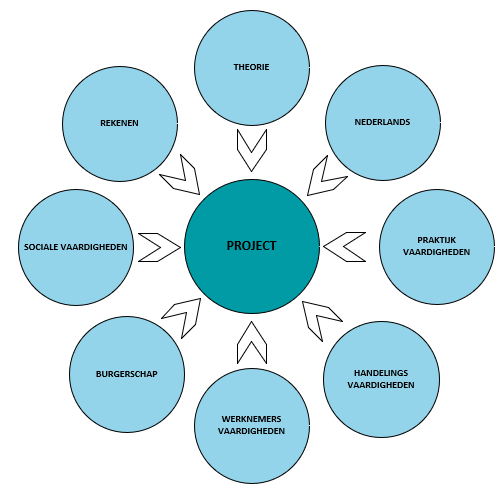 THEORIE
REKENEN
NEDERLANDS
SOCIALE VAARDIGHEDEN
PROJECT
PRAKTIJK
VAARDIGHEDEN
BURGERSCHAP
HANDELINGS
VAARDIGHEDEN
WERKNEMERS
VAARDIGHEDEN